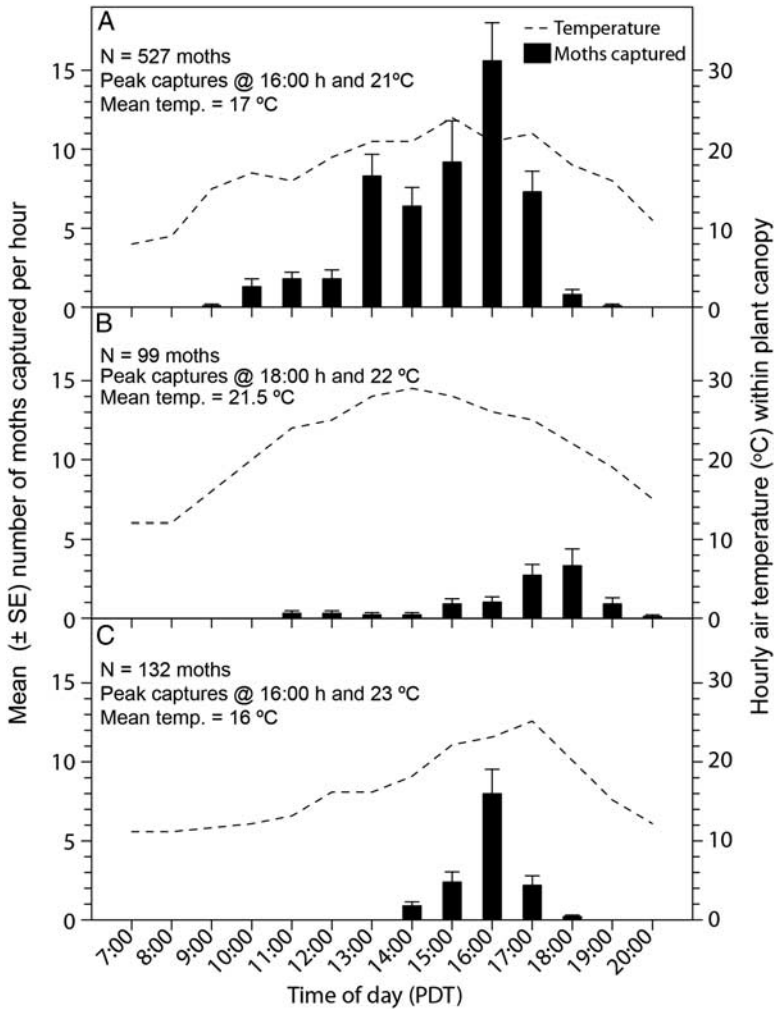 A
N = 527 moths
Peak captures @ 16:00 h and 21ºC
Mean temp. = 17 ºC
Temperature
Moths captured
15
10
5
0
30
20
10
0
B
N = 99 moths
Peak captures @ 18:00 h and 22 ºC
Mean temp. = 21.5 ºC
15
10
5
0
30
20
10
0
C
N = 132 moths
Peak captures @ 16:00 h and 23 ºC
Mean temp. = 16 ºC
15
10
5
0
30
20
10
0
Mean (± SE) number of moths captured per hour
Hourly air temperature (ºC) within plant canopy
7:00
8:00
9:00
10:00
11:00
12:00
13:00
14:00
15:00
16:00
17:00
18:00
19:00
20:00
Time of day (PDT)